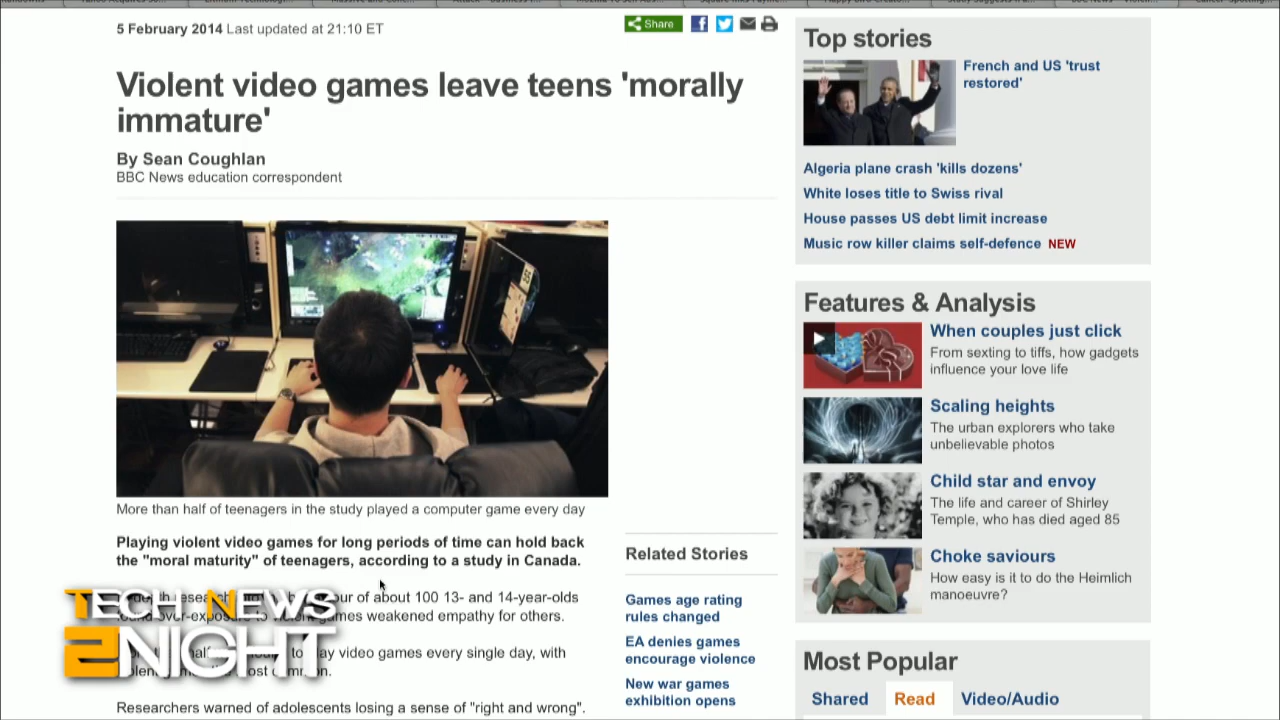 5 February 2014 Last updated at 21:10 ET
Share
Violent video games leave teens 'morally
immature'
By Sean Coughlan
BBC News education correspondent
More than half of teenagers in the study played a computer game every day
Playing violent video games for long periods of time can hold back
the "moral maturity" of teenagers, according to a study in Canada.
of about 100 13- and 14-year-olds
over-exposure to violent games weakened empathy for others.
to play video games every single day, with
Researchers warned of adolescents losing a sense of "right and wrong".
TECH NEWS
2NIGHT
Related Stories
Games age rating
rules changed
EA denies games
encourage violence
New war games
exhibition opens
Top stories
French and US 'trust
restored'
Algeria plane crash 'kills dozens'
White loses title to Swiss rival
House passes US debt limit increase
Music row killer claims self-defence NEW
Features & Analysis
When couples just click
From sexting to tiffs, how gadgets
influence your love life
Scaling heights
The urban explorers who take
unbelievable photos
Child star and envoy
The life and career of Shirley
Temple, who has died aged 85
Choke saviours
How easy is it to do the Heimlich
manoeuvre?
Most Popular
Shared Read Video/Audio